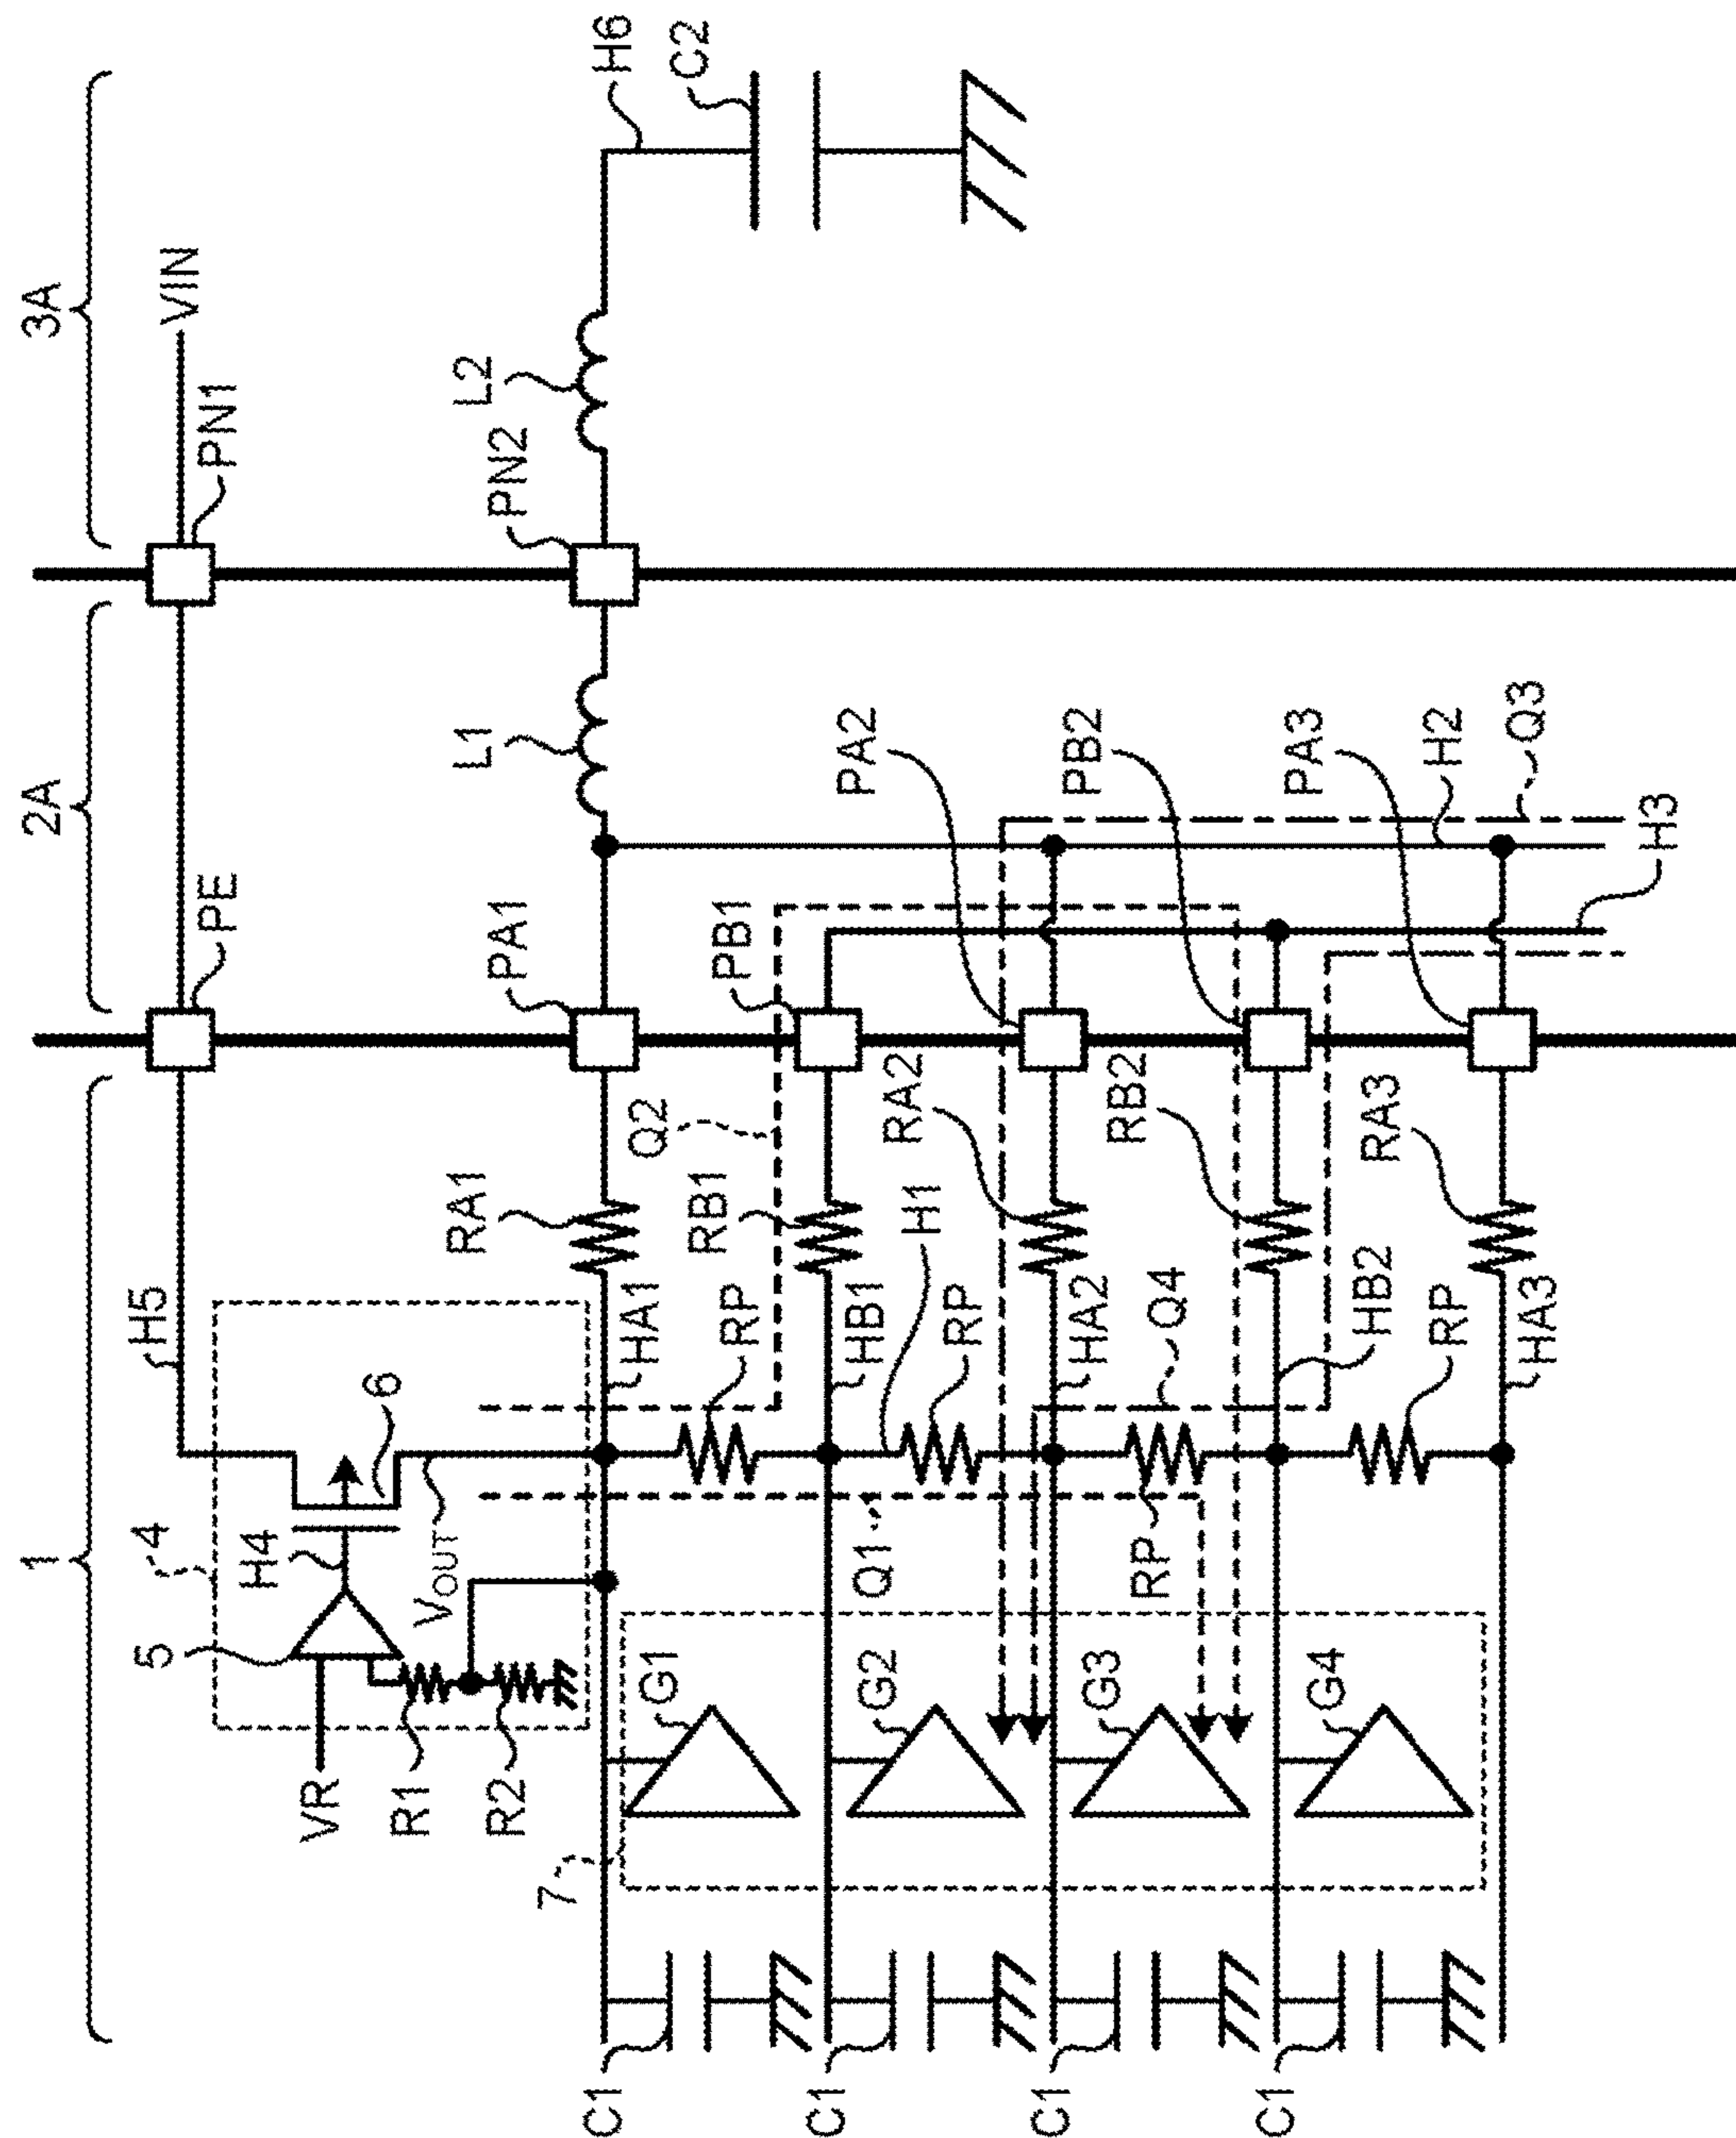 1
2A
3A
H5
PE
PN1
VIN
4
5
H4
6
VR
R1
R2
VOUT
7
RA1
PA1
L1
PN2
L2
H6
C2
HA1
RP
Q2
RB1
PB1
HB1
H1
RP
Q1
RA2
PA2
HA2
Q4
RP
RB2
PB2
HB2
RP
RA3
PA3
HA3
H2
Q3
H3
G1
G2
G3
G4
C1
C1
C1
C1